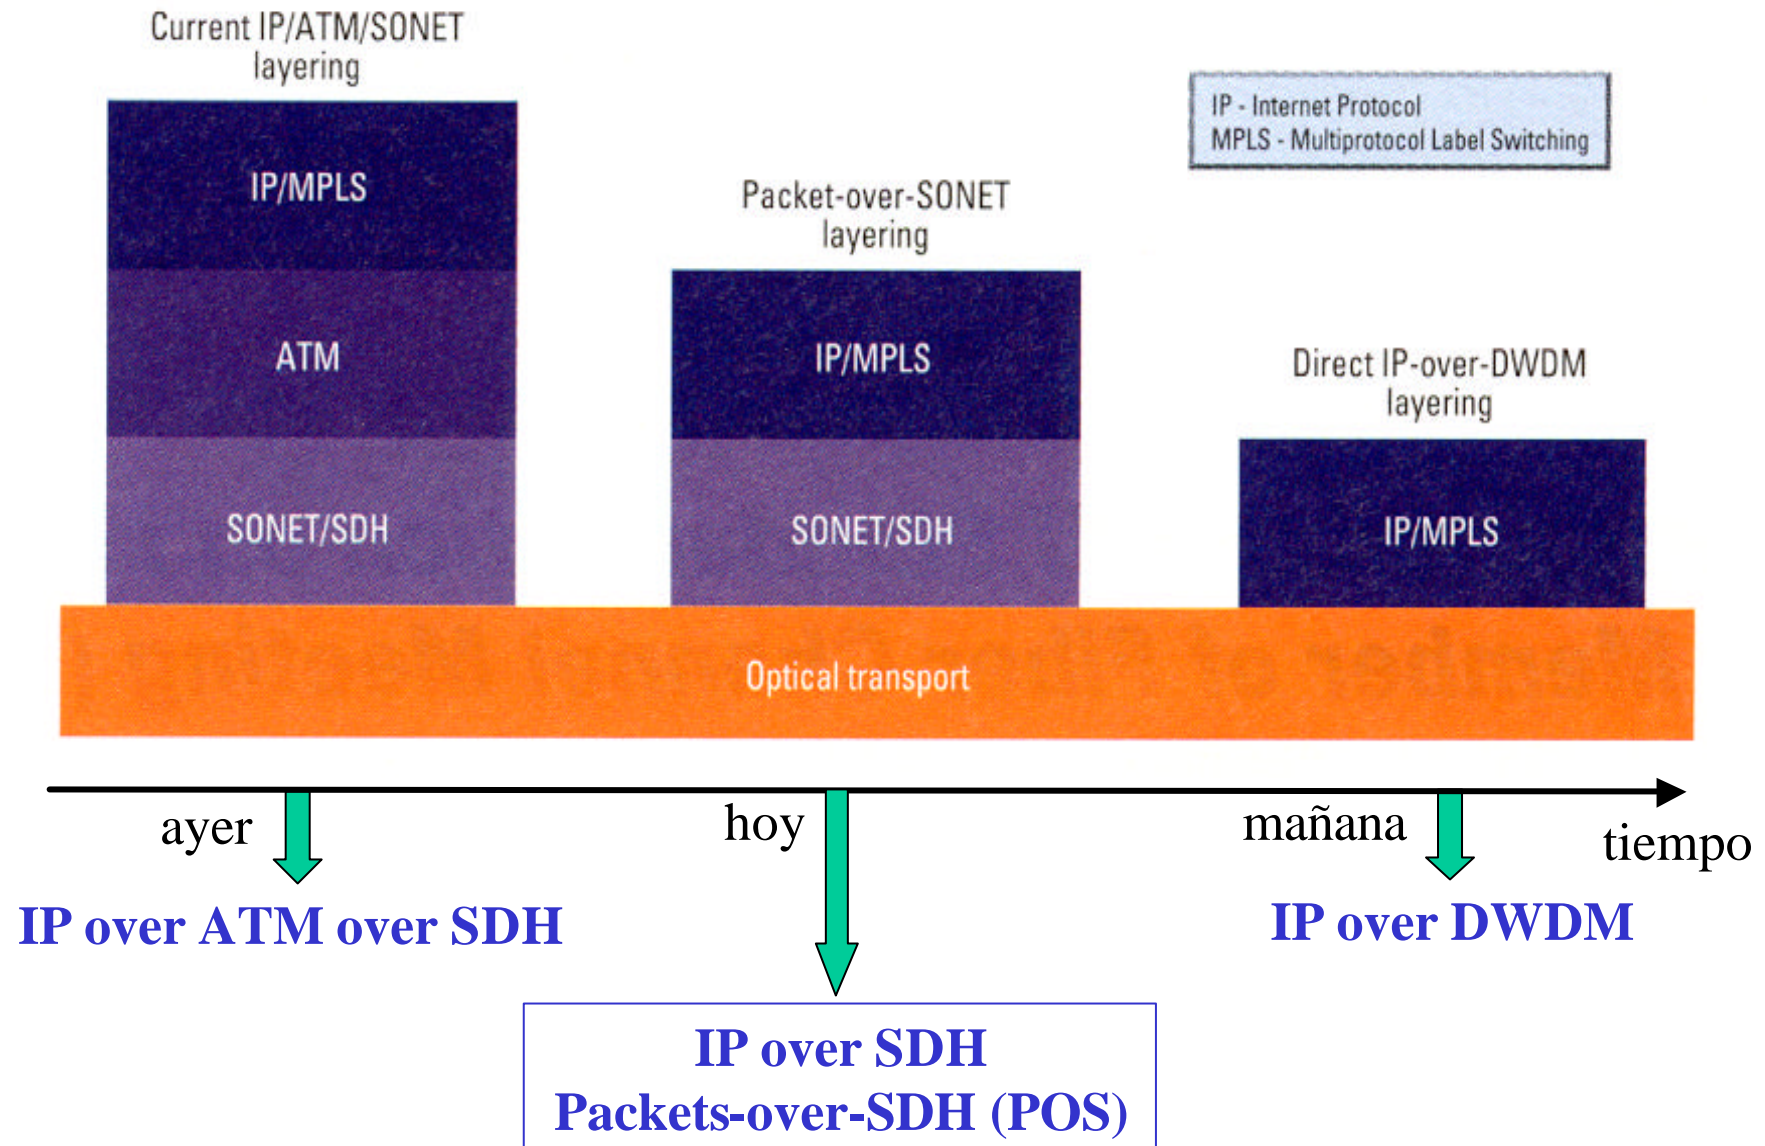 Current IP/ATM/SONET
layering
IP/MPLS
ATM
SONET/SDH
Packet-over-SONET
layering
IP/MPLS
SONET/SDH
IP - Internet Protocol
MPLS - Multiprotocol Label Switching
Direct IP-over-DWDM
layering
IP/MPLS
Optical transport
ayer
hoy
mañana
tiempo
IP over ATM over SDH
IP over DWDM
IP over SDH
Packets-over-SDH (POS)